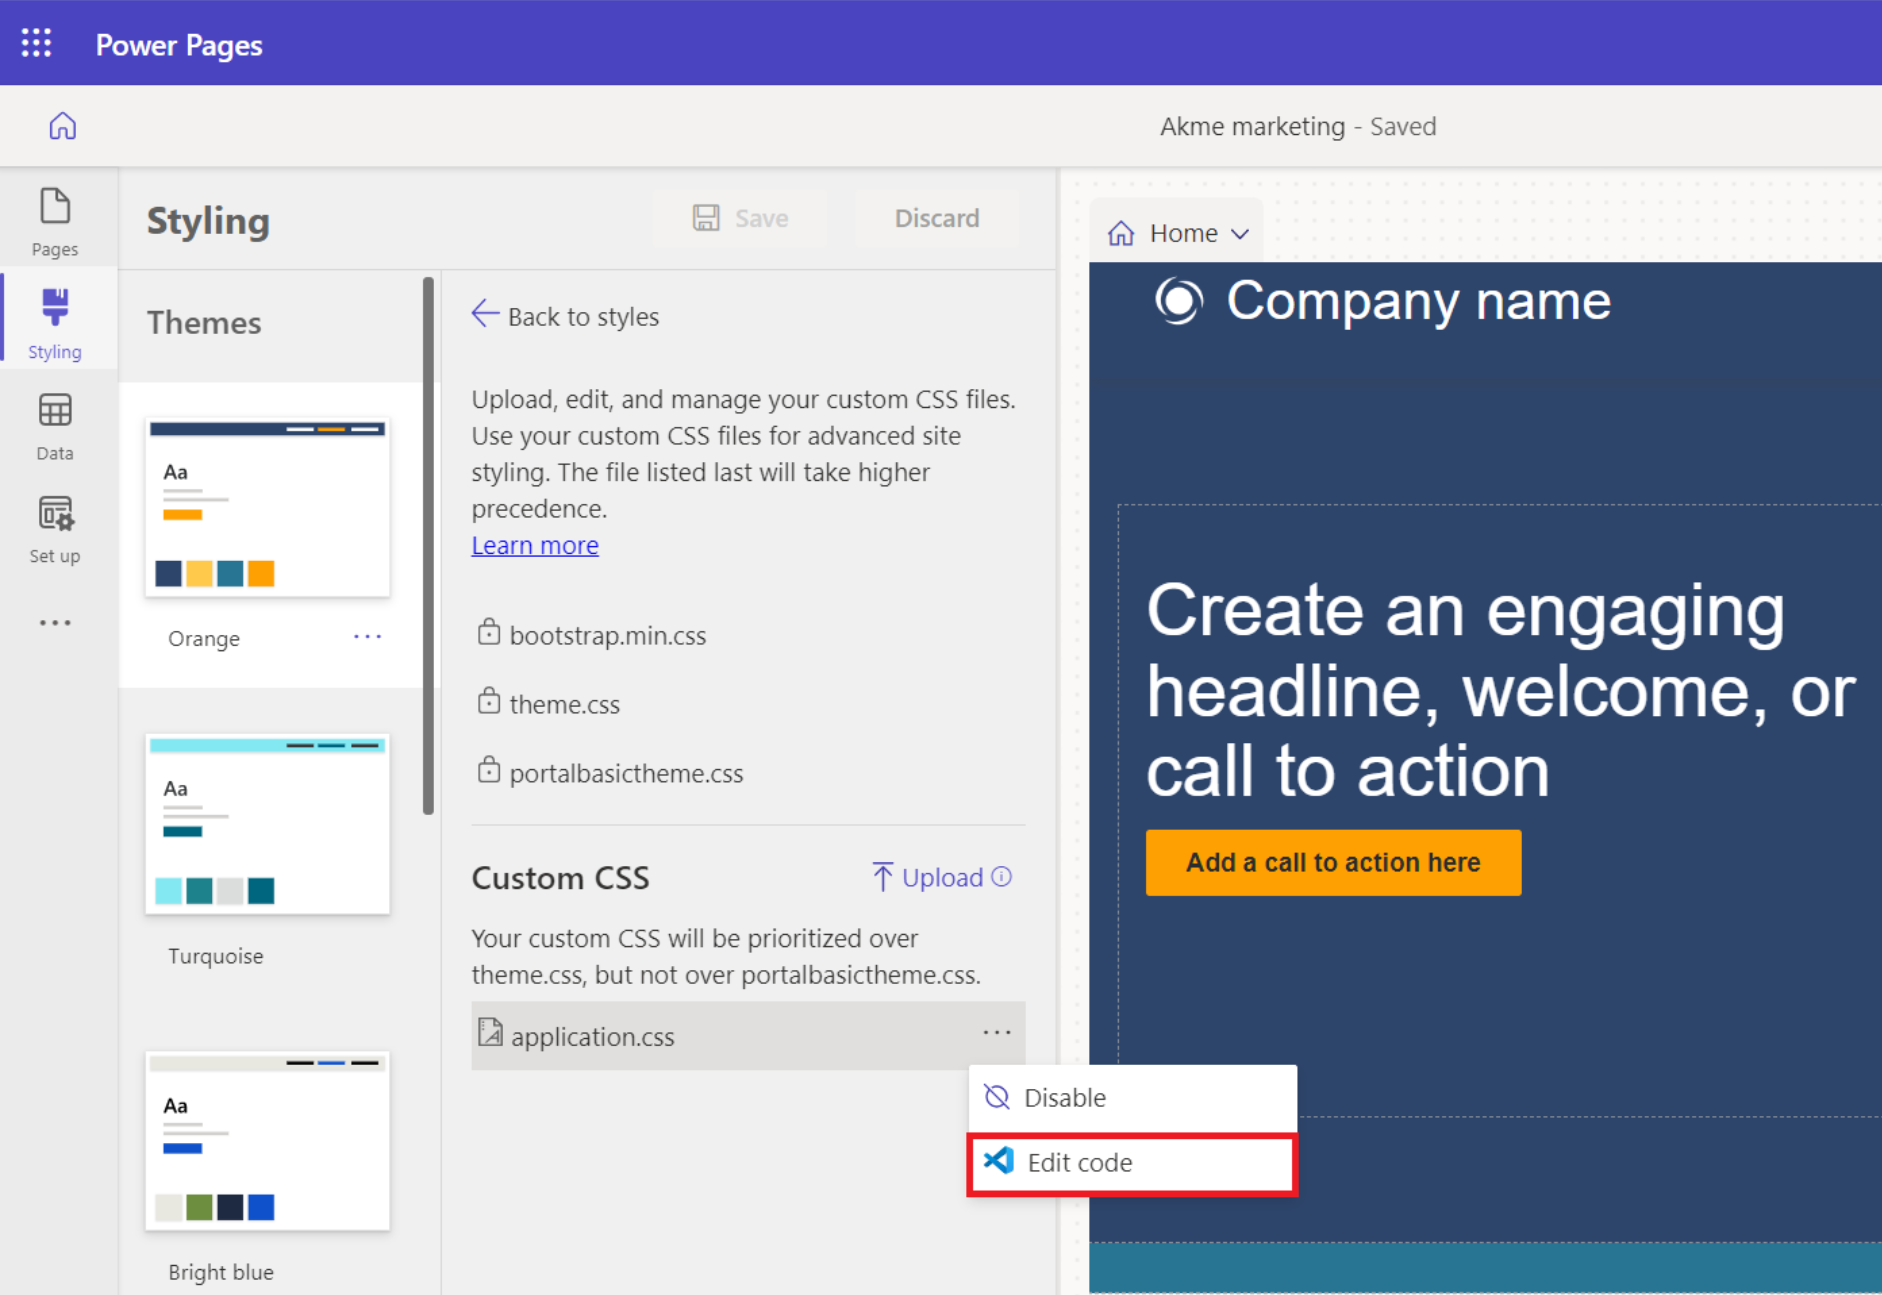 Power Pages
Akme marketing - Saved
Pages
Styling
Data
Set up
Styling
Save
Discard
Themes
Aa
Orange
Aa
Turquoise
Aa
Bright blue
Back to styles
Upload, edit, and manage your custom CSS files.
Use your custom CSS files for advanced site
styling. The file listed last will take higher
precedence.
Learn more
bootstrap.min.css
theme.css
portalbasictheme.css
Custom CSS
Upload
Your custom CSS will be prioritized over
theme.css, but not over portalbasictheme.css.
application.css
Disable
Edit code
Home
Company name
Create an engaging
headline, welcome, or
call to action
Add a call to action here